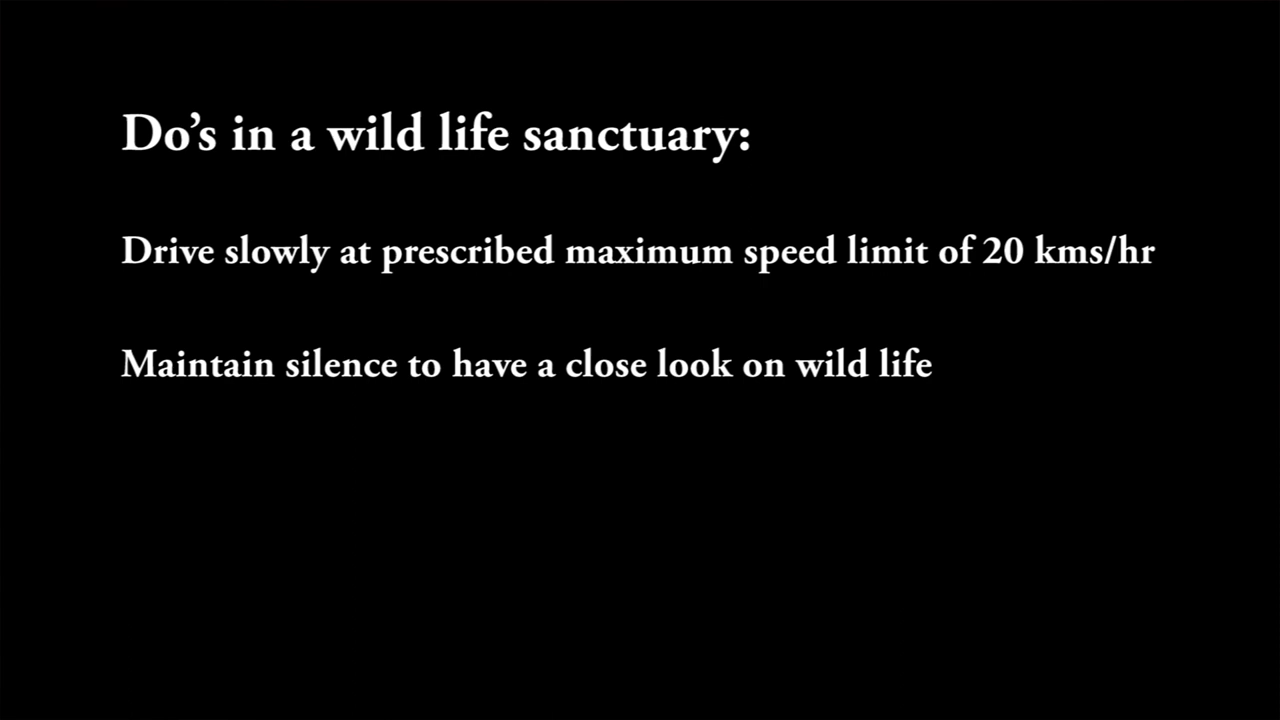 Do’s in a wild life sanctuary:
Drive slowly at prescribed maximum speed limit of 20 kms/hr
Maintain silence to have a close look on wild life